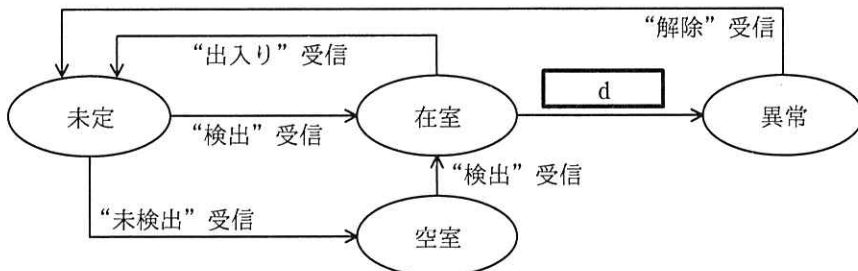 “解除” 受信
“出入り” 受信
d
未定
在室
異常
“検出” 受信
“検出” 受信
“未検出” 受信
空室